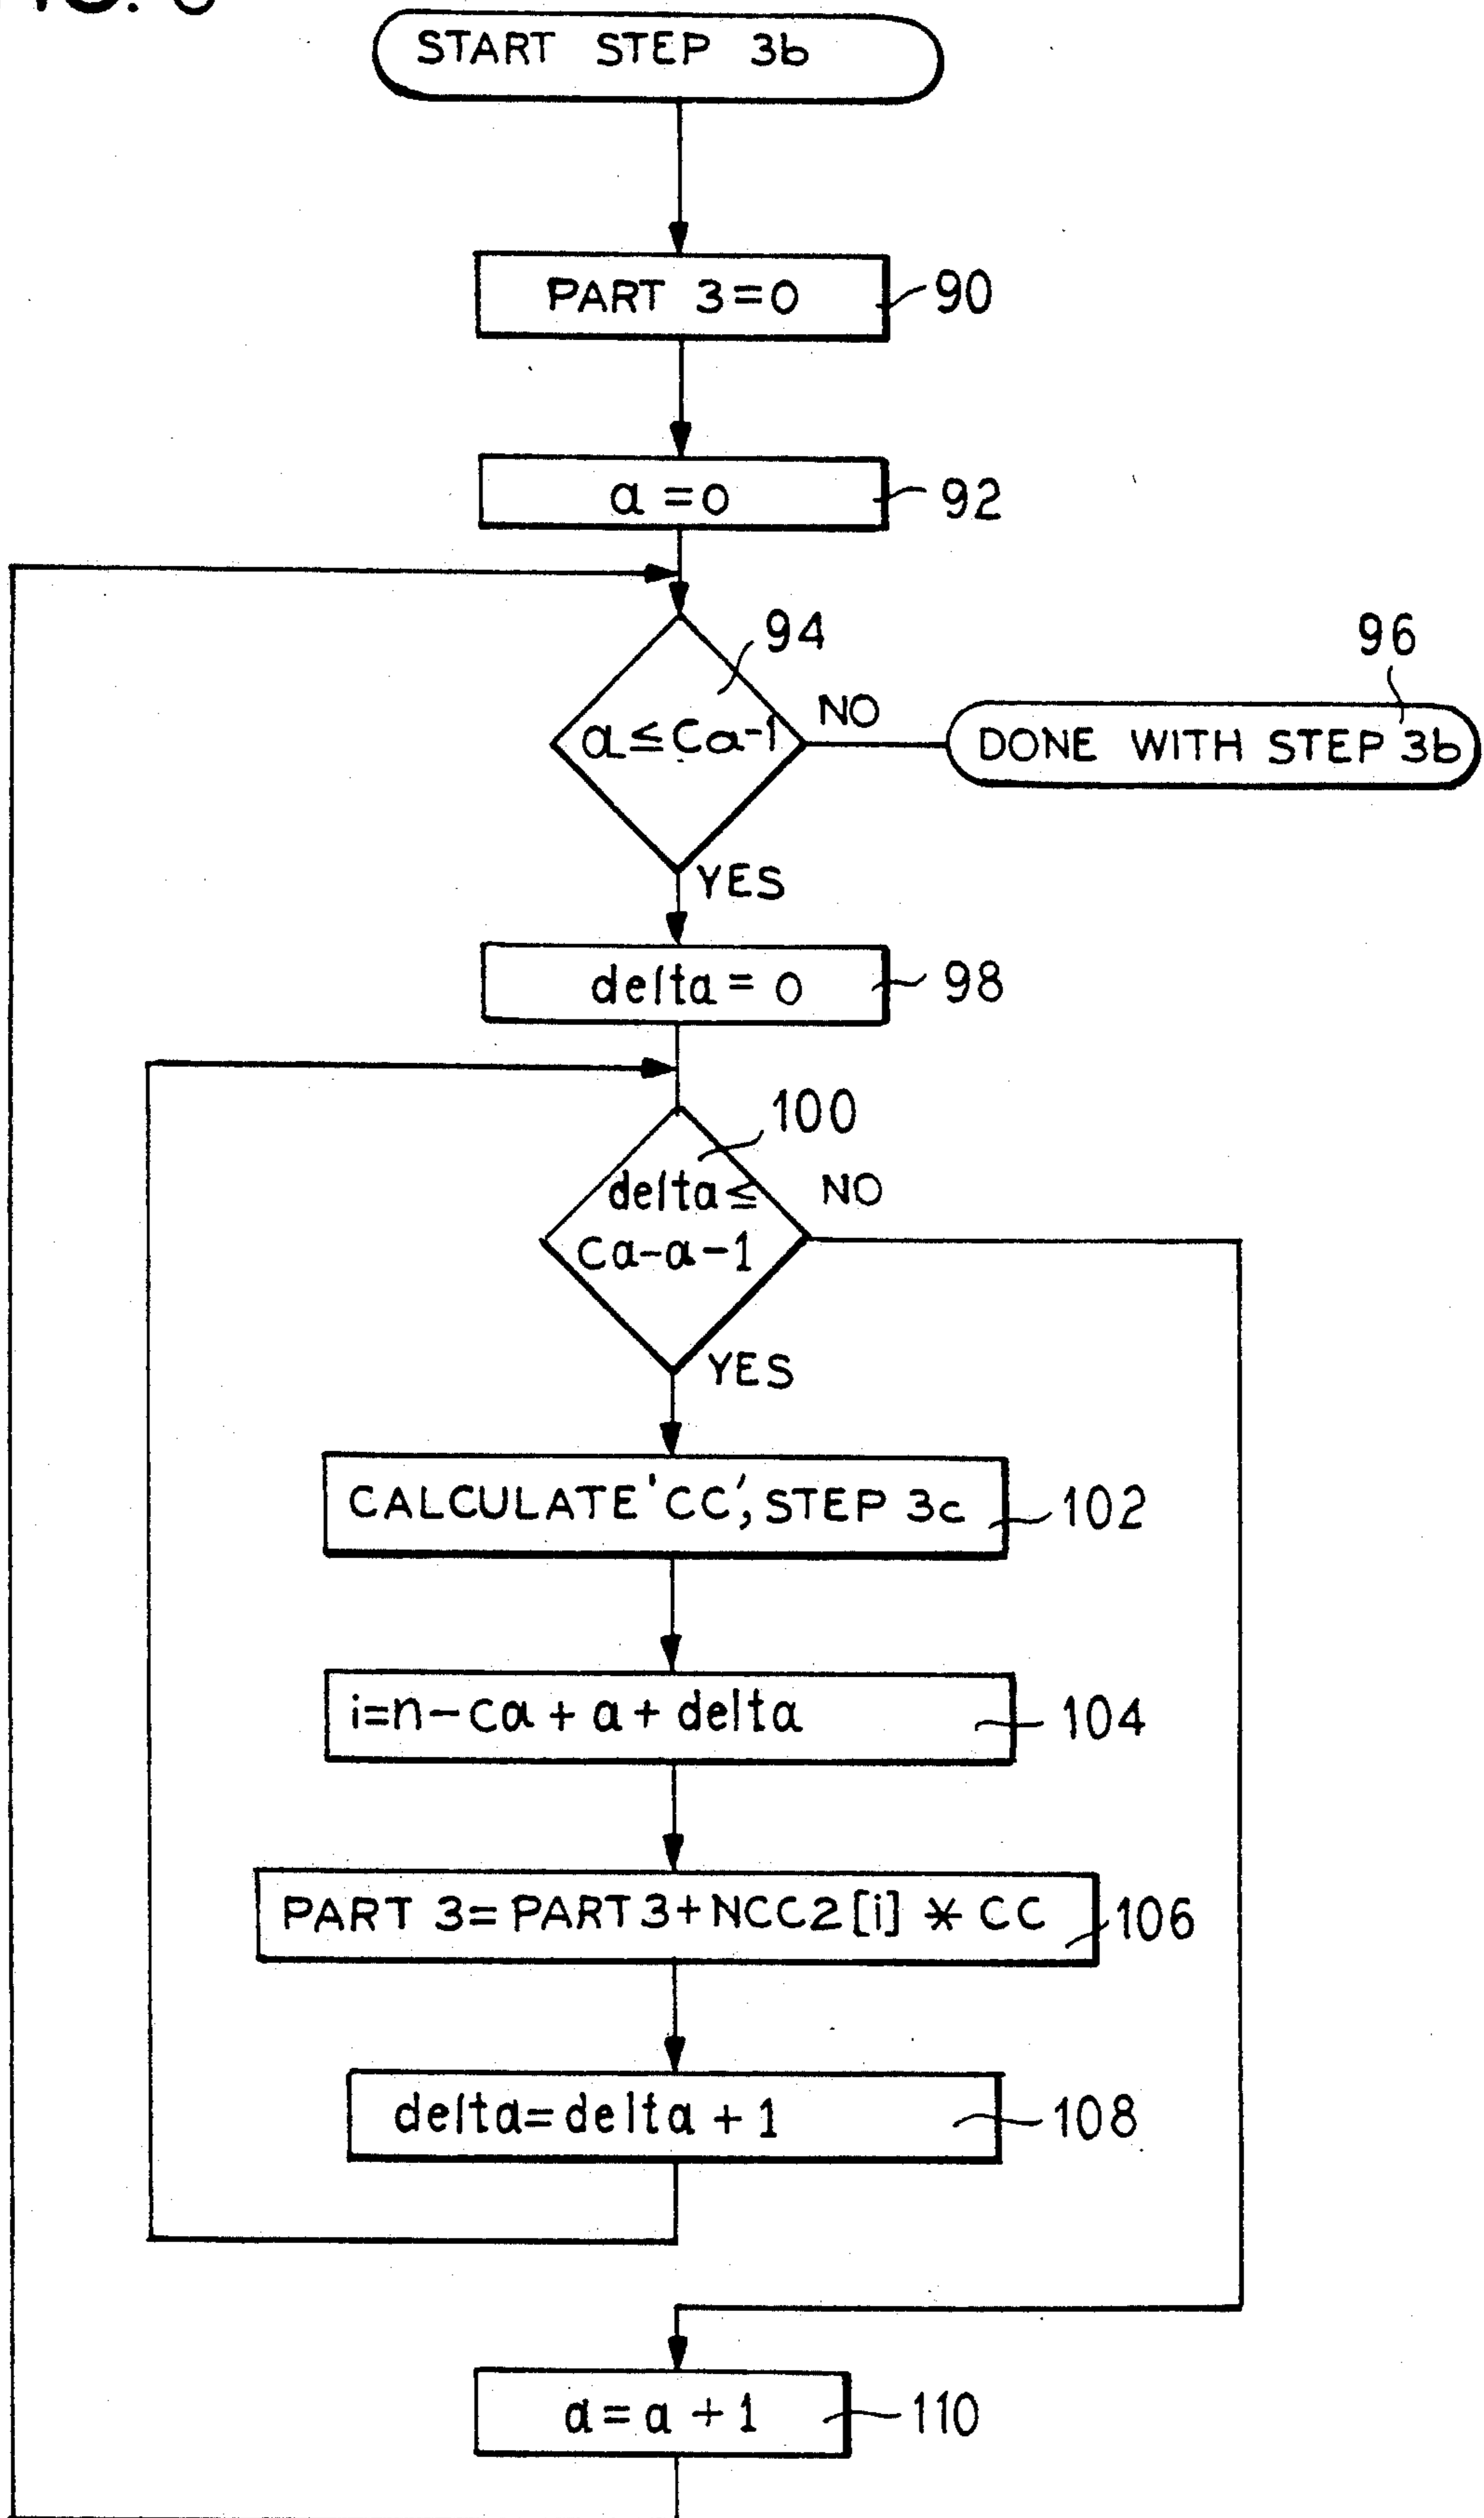 START STEP 3b
PART 3=0
90
a=0
92
94
96
a≤Ca-1
NO
DONE WITH STEP 3b
YES
delta=0
98
100
delta≤
Ca-a-1
NO
YES
CALCULATE 'CC', STEP 3c
102
i=n-ca+a+delta
104
PART 3=PART3+NCC2[i] * CC
106
delta=delta+1
108
a=a+1
110